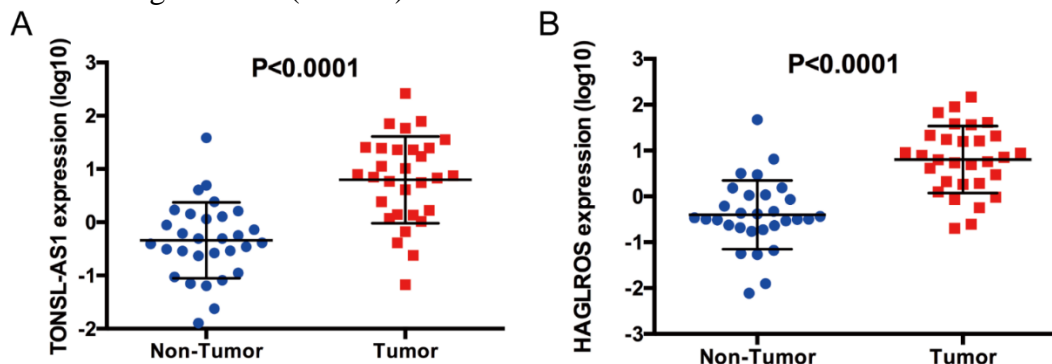 A
TONSL-AS1 expression (log10)
P<0.0001
3
2
1
0
-1
-2
Non-Tumor
Tumor
B
HAGLROS expression (log10)
P<0.0001
3
2
1
0
-1
-2
-3
Non-Tumor
Tumor